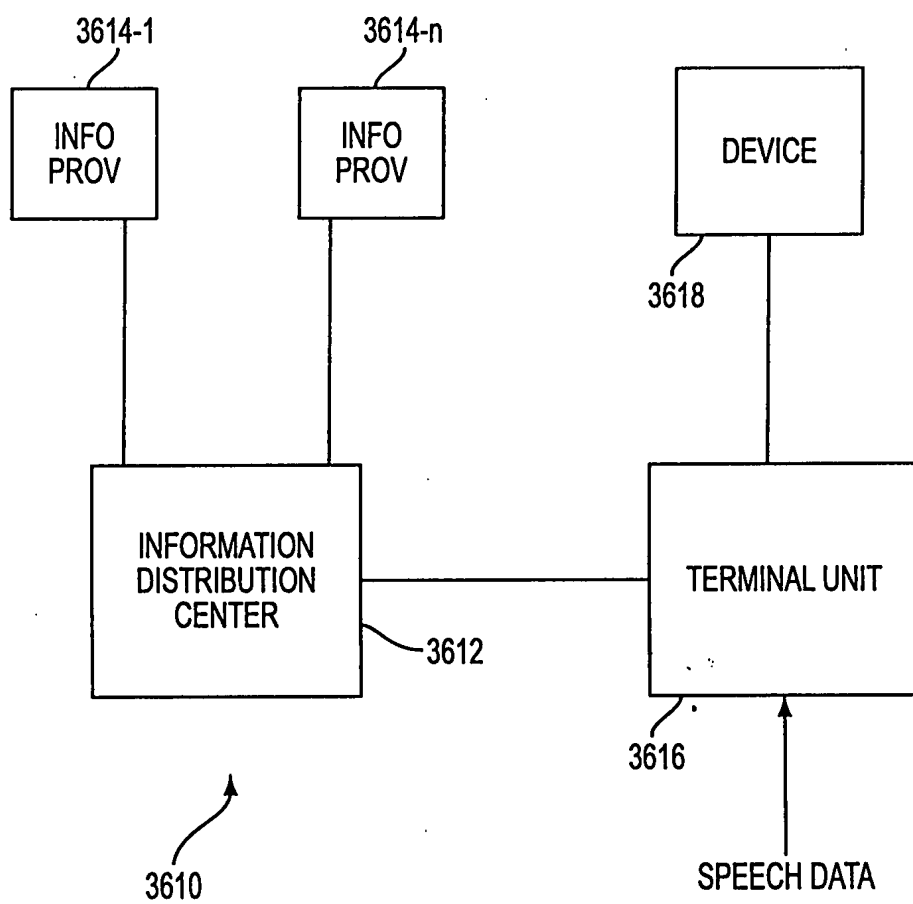 3614-1
3614-n
INFO
PROV
INFO
PROV
DEVICE
3618
INFORMATION
DISTRIBUTION
CENTER
TERMINAL UNIT
3612
3616
3610
SPEECH DATA